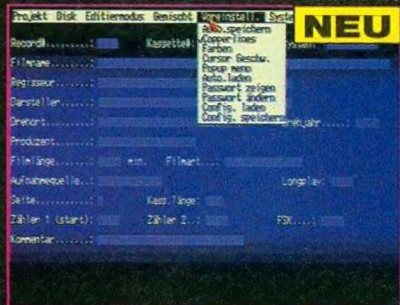 Projekt Disk Editiermodus Gemischt Voreinstell. Syste
NEU
Record#
Kassette#:
Auto.speichern
Copperlines
Farben
Cursor Geschw.
Popup menu
Auto.laden
Passwort zeigen
Passwort ändern
Config. laden
Config. speichern
Filmname..........:
Regisseur.........:
Darsteller........:
Drehort...........:
Drehjahr
Produzent.........:
Filmlänge.........: min. Filmart...:
Aufnahmequelle..:
Longplay:
Seite.............: Kass.länge:
Zähler 1 (start): Zähler 2..: FSK....:
Kommentar.........: